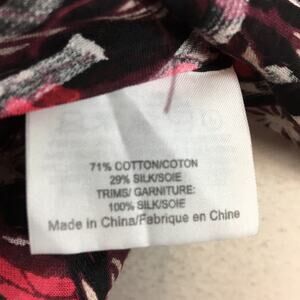 71% COTTON/COTON
29% SILK/SOIE
TRIMS/ GARNITURE:
100% SILK/SOIE
Made in China/Fabrique en Chine